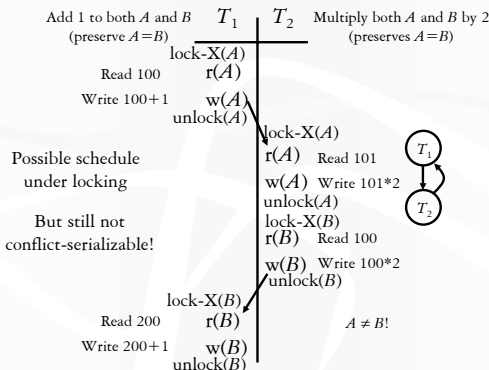 Add 1 to both A and B
(preserve A=B)
T1
T2
Multiply both A and B by 2
(preserves A=B)
lock-X(A)
Read 100
r(A)
Write 100+1
w(A)
unlock(A)
lock-X(A)
r(A)
Read 101
w(A)
Write 101*2
unlock(A)
T1
T2
Possible schedule
under locking
But still not
conflict-serializable!
lock-X(B)
r(B)
Read 100
w(B)
Write 100*2
unlock(B)
lock-X(B)
Read 200
r(B)
Write 200+1
w(B)
unlock(B)
A ≠ B!